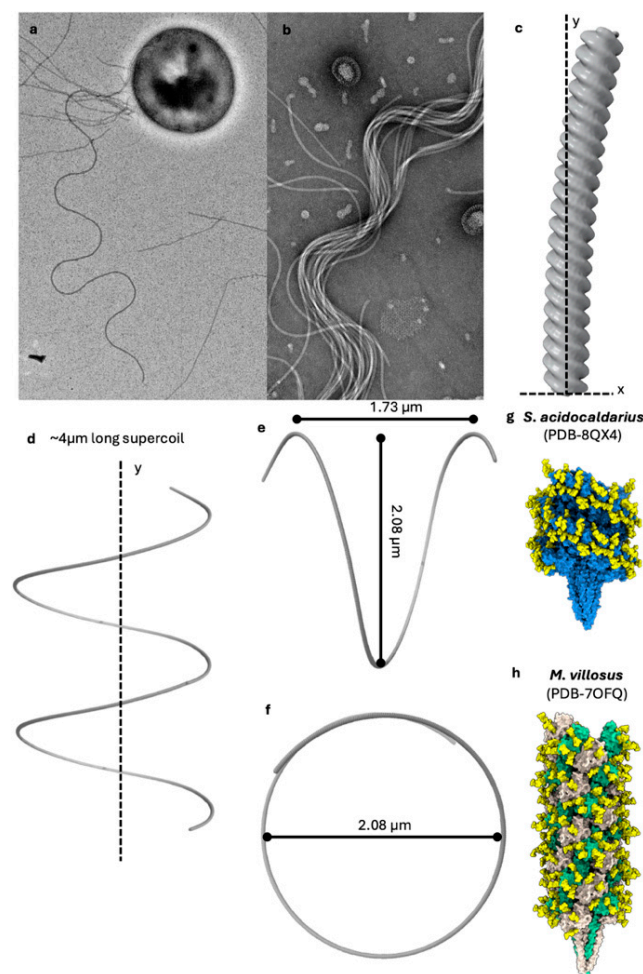 a
b
c
y
x
d ~4µm long supercoil
y
e
1.73 µm
2.08 µm
f
2.08 µm
g S. acidocaldarius
(PDB-8QX4)
h M. villosus
(PDB-7OFQ)